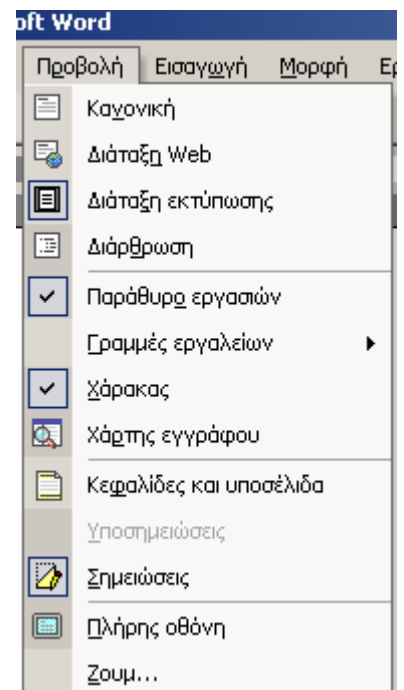 oft Word
Προβολή Εισαγωγή Μορφή Ερ
Κανονική
Διάταξη Web
Διάταξη εκτύπωσης
Διάρθρωση
Παράθυρο εργασιών
Γραμμές εργαλείων
Χάρακας
Χάρτης εγγράφου
Κεφαλίδες και υποσέλιδα
Υποσημειώσεις
Σημειώσεις
Πλήρης οθόνη
Ζουμ...